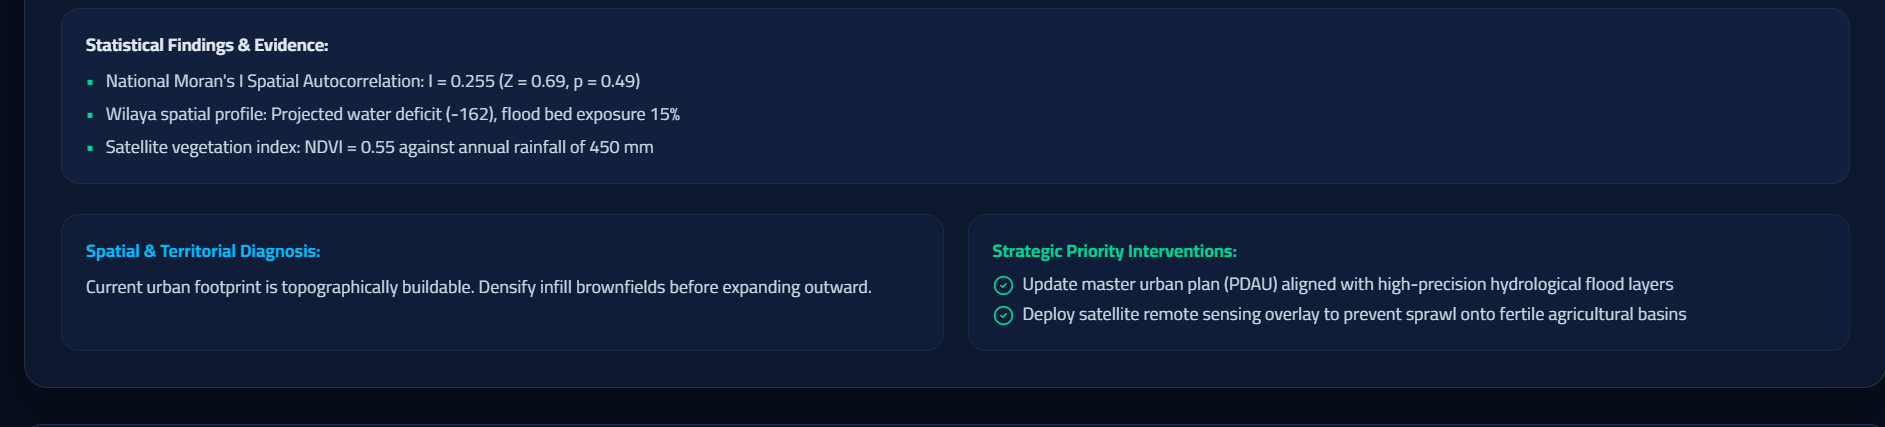 Statistical Findings & Evidence:
National Moran's I Spatial Autocorrelation: I = 0.255 (Z = 0.69, p = 0.49)
Wilaya spatial profile: Projected water deficit (-162), flood bed exposure 15%
Satellite vegetation index: NDVI = 0.55 against annual rainfall of 450 mm
Spatial & Territorial Diagnosis:
Current urban footprint is topographically buildable. Densify infill brownfields before expanding outward.
Strategic Priority Interventions:
Update master urban plan (PDAU) aligned with high-precision hydrological flood layers
Deploy satellite remote sensing overlay to prevent sprawl onto fertile agricultural basins